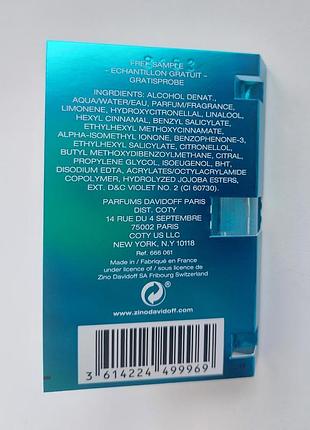 FREE SAMPLE
- ECHANTILLON GRATUIT -
GRATISPROBE
INGRDIENTS: ALCOHOL DENAT.,
AQUA/WATER/EAU, PARFUM/FRAGRANCE,
LIMONENE, HYDROXYCITRONELLAL, LINALOOL,
HEXYL CINNAMAL, BENZYL SALICYLATE,
ETHYLHEXYL METHOXYCINNAMATE,
ALPHA-ISOMETHYL IONONE, BENZOPHENONE-3,
ETHYLHEXYL SALICYLATE, CITRONELLOL,
BUTYL METHOXYDIBENZOYLMETHANE, CITRAL,
PROPYLENE GLYCOL, ISOEUGENOL, BHT,
DISODIUM EDTA, ACRYLATES/OCTYLACRYLAMIDE
COPOLYMER, HYDROLYZED JOJOBA ESTERS,
EXT. D&C VIOLET NO. 2 (CI 60730).
PARFUMS DAVIDOFF PARIS
DIST. COTY
14 RUE DU 4 SEPTEMBRE
75002 PARIS
COTY US LLC
NEW YORK, N.Y. 10118
Ref. 666 061
Made in / Fabriqué en France
under licence of / sous licence de
Zino Davidoff SA Fribourg Switzerland
www.zinodavidoff.com
3 614224 499969